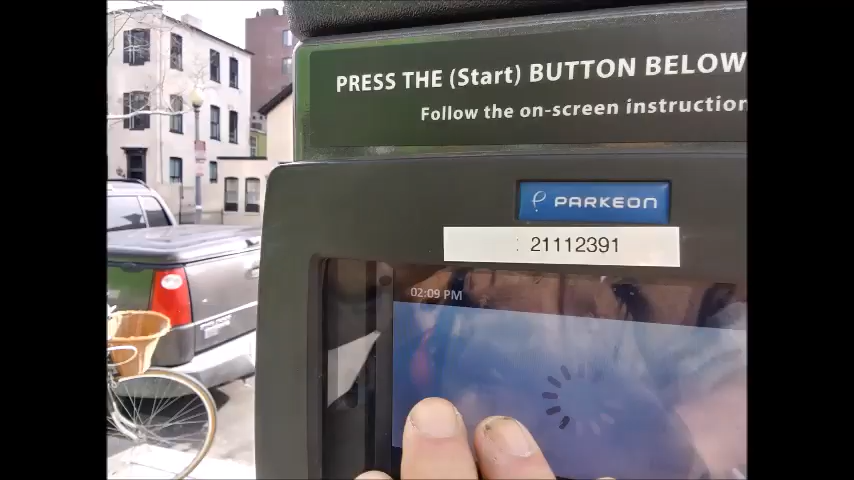 PRESS THE (Start) BUTTON BELOW
Follow the on-screen instruction
PARKEON
21112391
02:09 PM